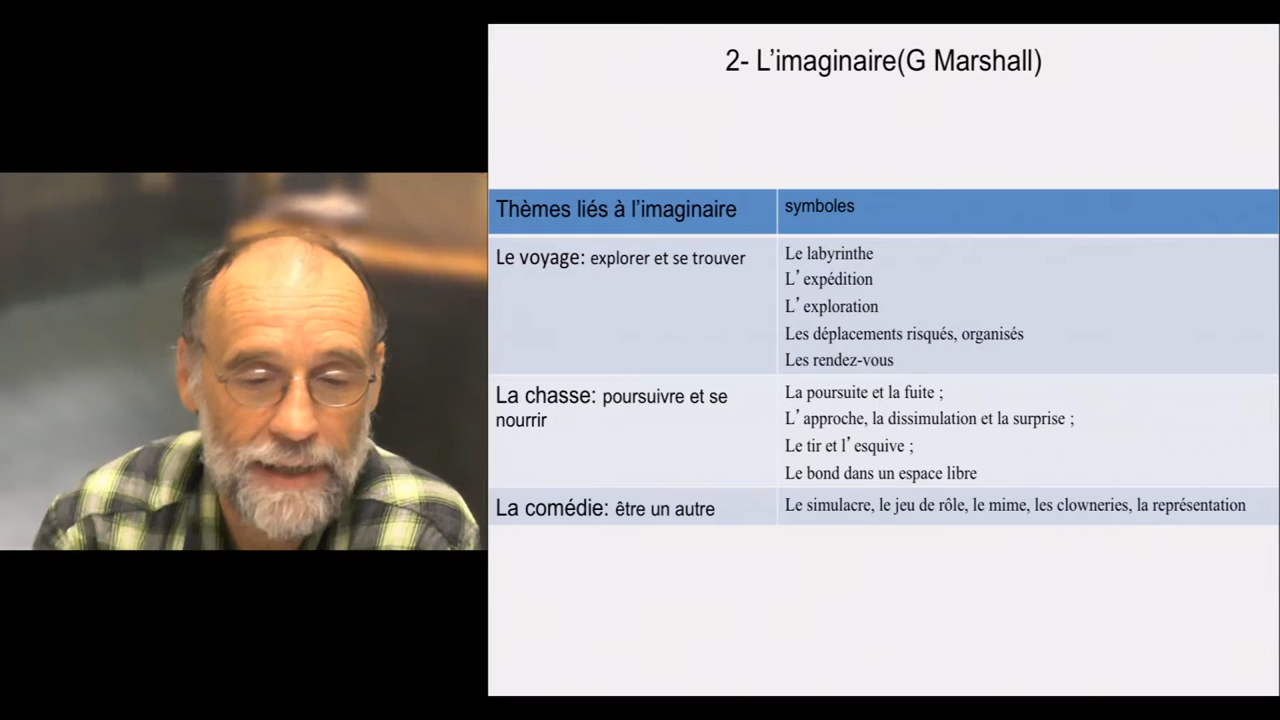 2- L’imaginaire(G Marshall)
Thèmes liés à l’imaginaire
symboles
Le voyage: explorer et se trouver
Le labyrinthe
L’ expédition
L’ exploration
Les déplacements risqués, organisés
Les rendez-vous
La chasse: poursuivre et se
nourrir
La poursuite et la fuite ;
L’ approche, la dissimulation et la surprise ;
Le tir et l’ esquive ;
Le bond dans un espace libre
La comédie: être un autre
Le simulacre, le jeu de rôle, le mime, les clowneries, la représentation